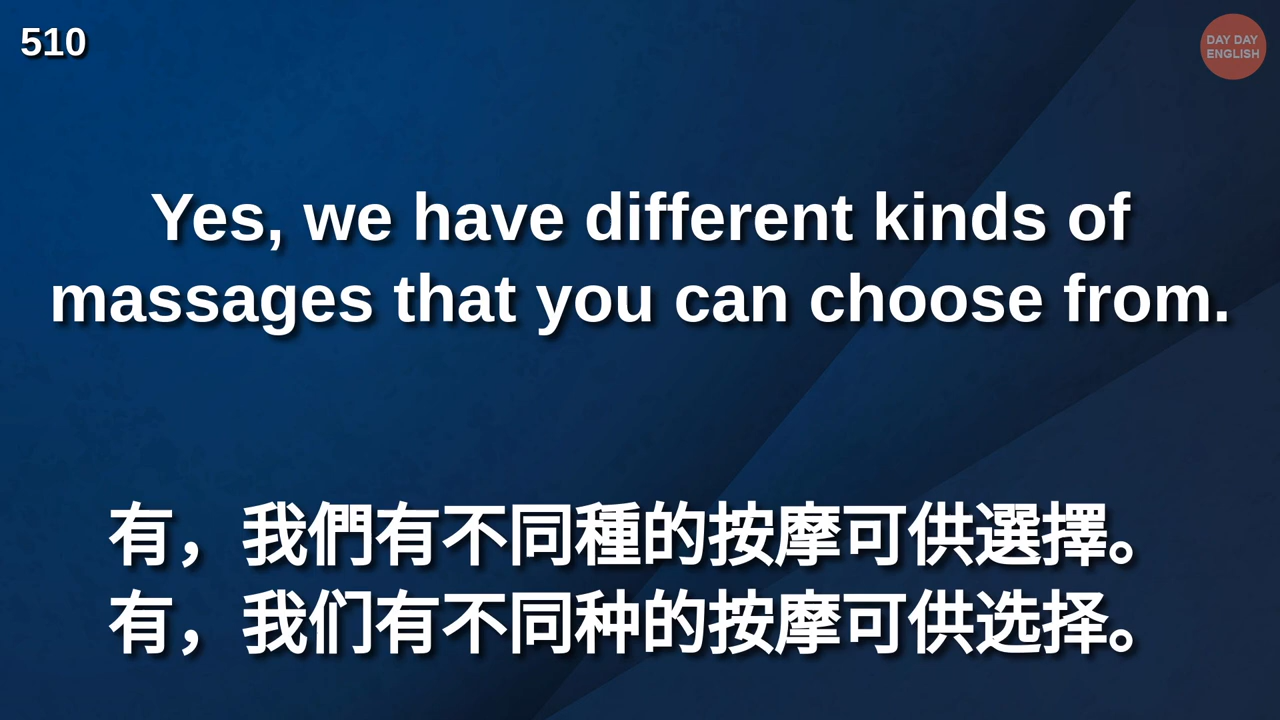 510
DAY DAY
ENGLISH
Yes, we have different kinds of
massages that you can choose from.
有，我們有不同種的按摩可供選擇。
有，我们有不同种的按摩可供选择。